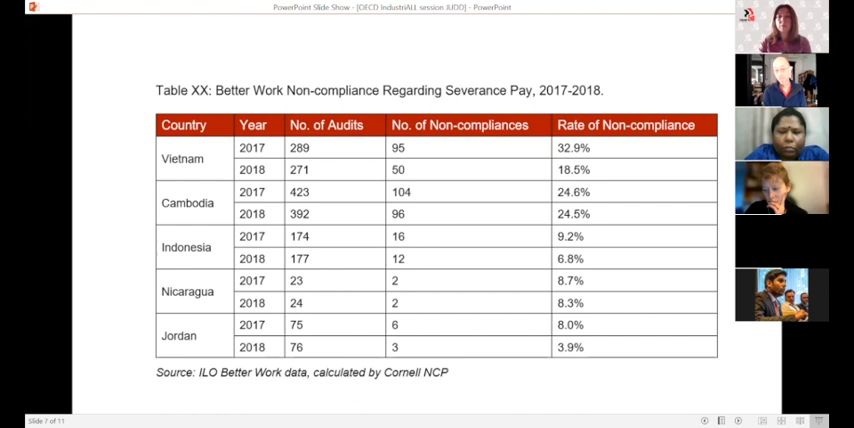 PowerPoint Slide Show - [OECD IndustriALL session JUDD] - PowerPoint
Table XX: Better Work Non-compliance Regarding Severance Pay, 2017-2018.
Country Year No. of Audits No. of Non-compliances Rate of Non-compliance
Vietnam 2017 289 95 32.9%
2018 271 50 18.5%
Cambodia 2017 423 104 24.6%
2018 392 96 24.5%
Indonesia 2017 174 16 9.2%
2018 177 12 6.8%
Nicaragua 2017 23 2 8.7%
2018 24 2 8.3%
Jordan 2017 75 6 8.0%
2018 76 3 3.9%
Source: ILO Better Work data, calculated by Cornell NCP
Slide 7 of 11